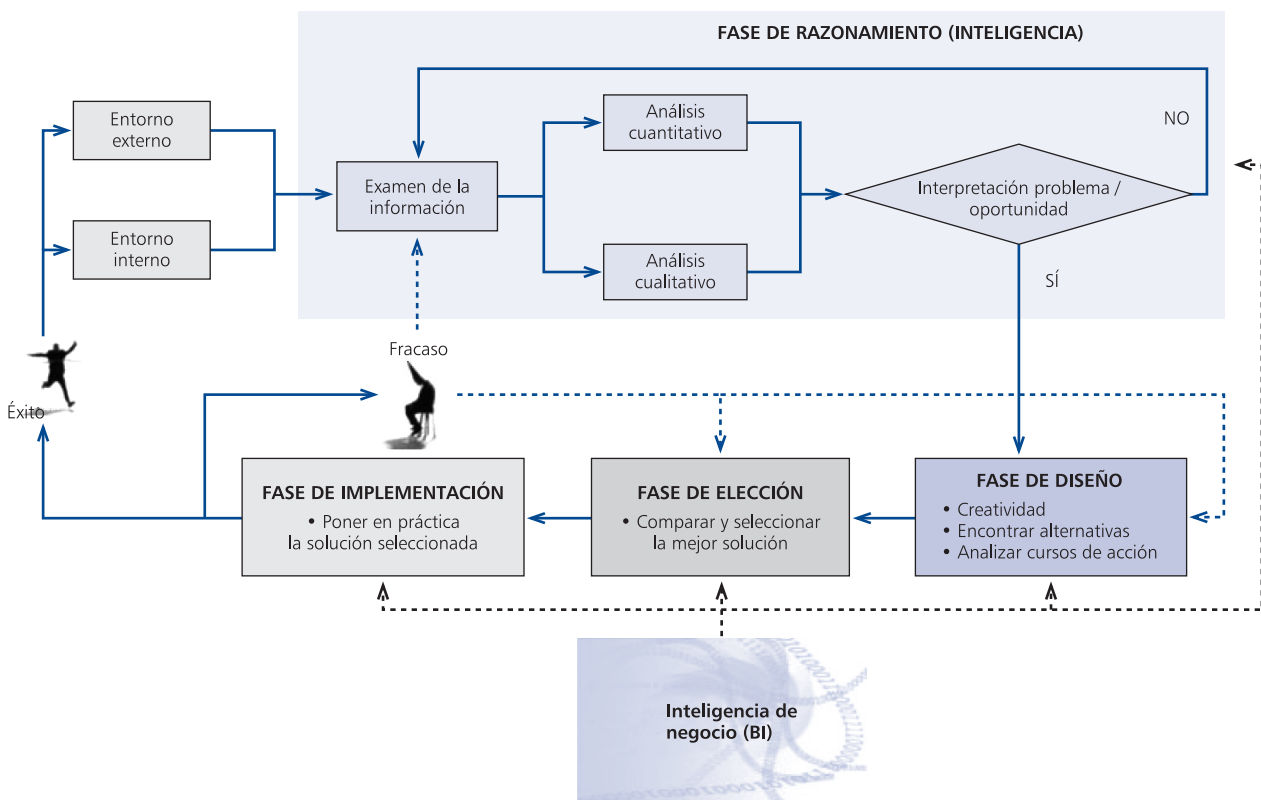 FASE DE RAZONAMIENTO (INTELIGENCIA)
Entorno
externo
Entorno
interno
Examen de la
información
Análisis
cuantitativo
Análisis
cualitativo
Interpretación problema /
oportunidad
NO
SÍ
Éxito
Fracaso
FASE DE IMPLEMENTACIÓN
• Poner en práctica
la solución seleccionada
FASE DE ELECCIÓN
• Comparar y seleccionar
la mejor solución
FASE DE DISEÑO
• Creatividad
• Encontrar alternativas
• Analizar cursos de acción
Inteligencia de
negocio (BI)